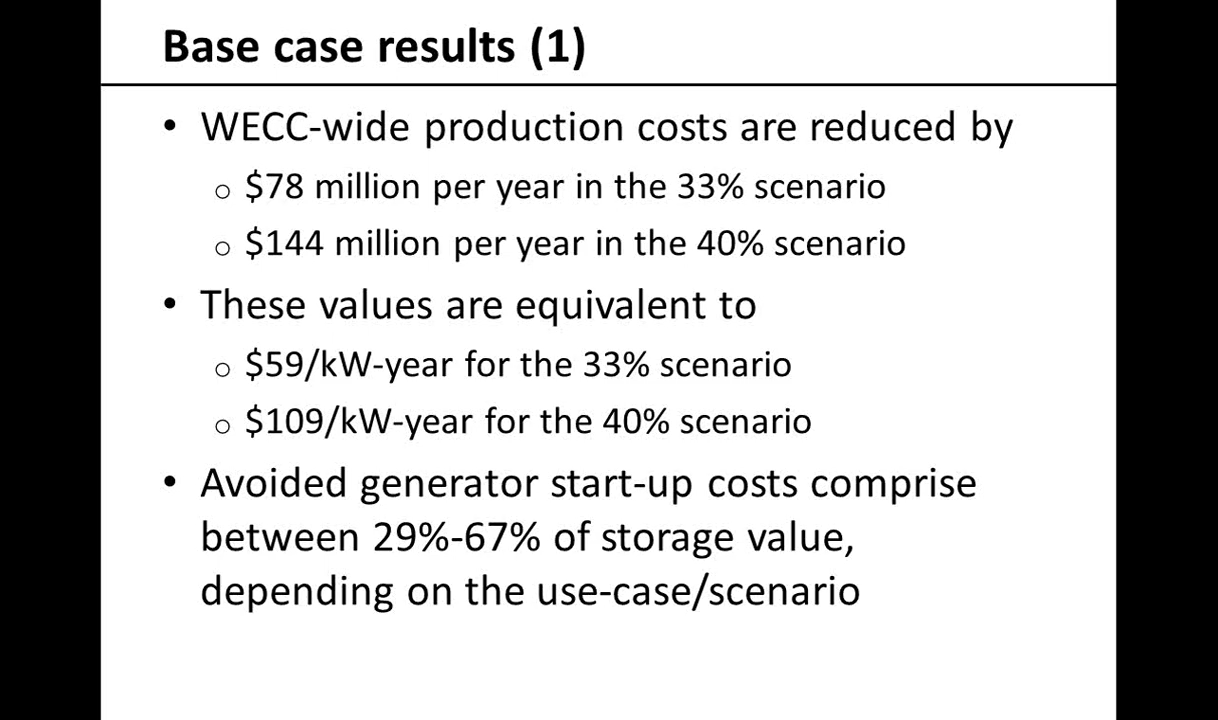 Base case results (1)
• WECC-wide production costs are reduced by
o $78 million per year in the 33% scenario
o $144 million per year in the 40% scenario
• These values are equivalent to
o $59/kW-year for the 33% scenario
o $109/kW-year for the 40% scenario
• Avoided generator start-up costs comprise
between 29%-67% of storage value,
depending on the use-case/scenario